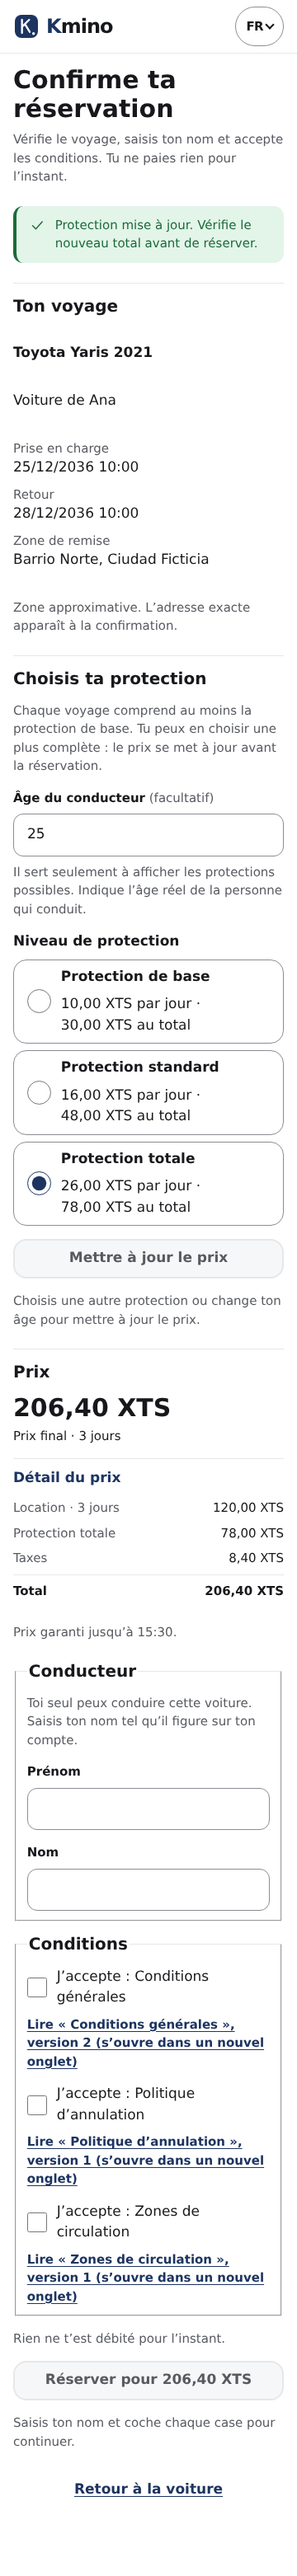 Kmino
FR
Confirme ta
réservation
Vérifie le voyage, saisis ton nom et accepte
les conditions. Tu ne paies rien pour
l’instant.
Protection mise à jour. Vérifie le
nouveau total avant de réserver.
Ton voyage
Toyota Yaris 2021
Voiture de Ana
Prise en charge
25/12/2036 10:00
Retour
28/12/2036 10:00
Zone de remise
Barrio Norte, Ciudad Ficticia
Zone approximative. L’adresse exacte
apparaît à la confirmation.
Choisis ta protection
Chaque voyage comprend au moins la
protection de base. Tu peux en choisir une
plus complète : le prix se met à jour avant
la réservation.
Âge du conducteur (facultatif)
25
Il sert seulement à afficher les protections
possibles. Indique l’âge réel de la personne
qui conduit.
Niveau de protection
Protection de base
10,00 XTS par jour ·
30,00 XTS au total
Protection standard
16,00 XTS par jour ·
48,00 XTS au total
Protection totale
26,00 XTS par jour ·
78,00 XTS au total
Mettre à jour le prix
Choisis une autre protection ou change ton
âge pour mettre à jour le prix.
Prix
206,40 XTS
Prix final · 3 jours
Détail du prix
Location · 3 jours 120,00 XTS
Protection totale 78,00 XTS
Taxes 8,40 XTS
Total 206,40 XTS
Prix garanti jusqu’à 15:30.
Conducteur
Toi seul peux conduire cette voiture.
Saisis ton nom tel qu’il figure sur ton
compte.
Prénom
Nom
Conditions
J’accepte : Conditions
générales
Lire « Conditions générales »,
version 2 (s’ouvre dans un nouvel
onglet)
J’accepte : Politique
d’annulation
Lire « Politique d’annulation »,
version 1 (s’ouvre dans un nouvel
onglet)
J’accepte : Zones de
circulation
Lire « Zones de circulation »,
version 1 (s’ouvre dans un nouvel
onglet)
Rien ne t’est débité pour l’instant.
Réserver pour 206,40 XTS
Saisis ton nom et coche chaque case pour
continuer.
Retour à la voiture